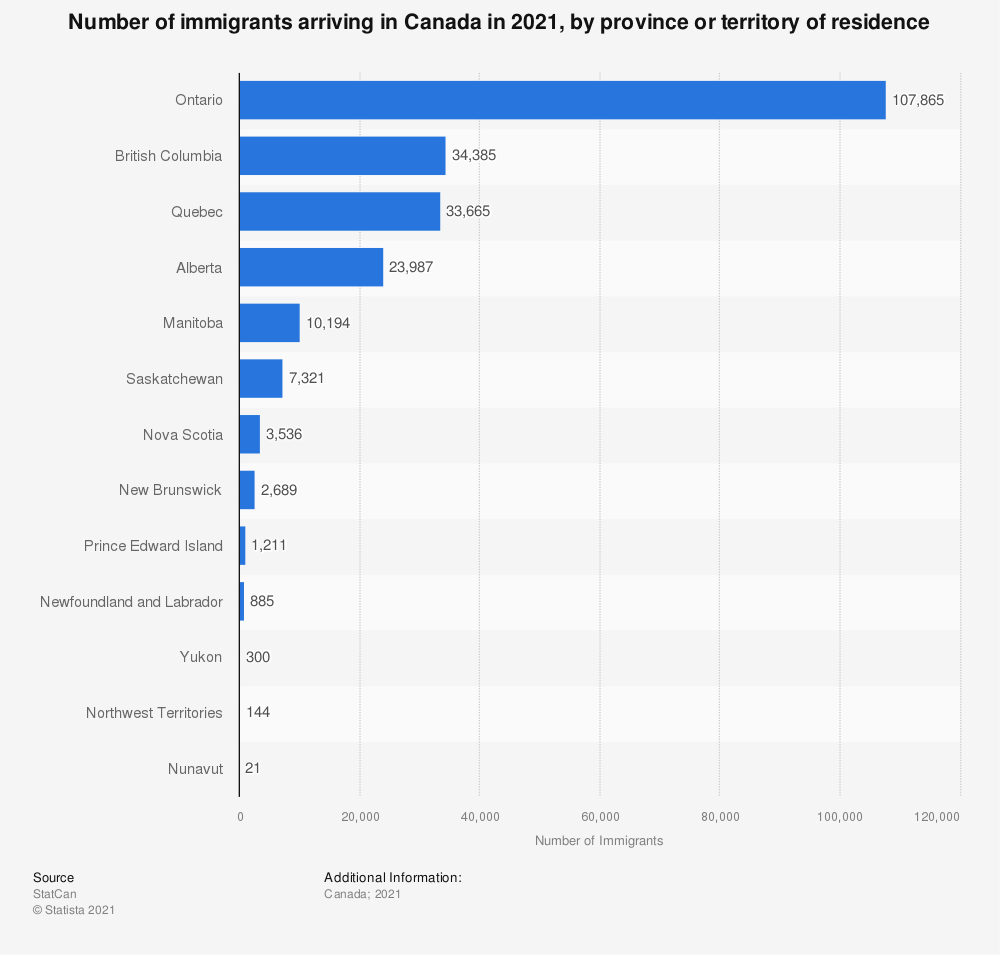 Number of immigrants arriving in Canada in 2021, by province or territory of residence
Ontario 107,865
British Columbia 34,385
Quebec 33,665
Alberta 23,987
Manitoba 10,194
Saskatchewan 7,321
Nova Scotia 3,536
New Brunswick 2,689
Prince Edward Island 1,211
Newfoundland and Labrador 885
Yukon 300
Northwest Territories 144
Nunavut 21
0 20,000 40,000 60,000 80,000 100,000 120,000
Number of Immigrants
Source
StatCan
© Statista 2021
Additional Information:
Canada; 2021